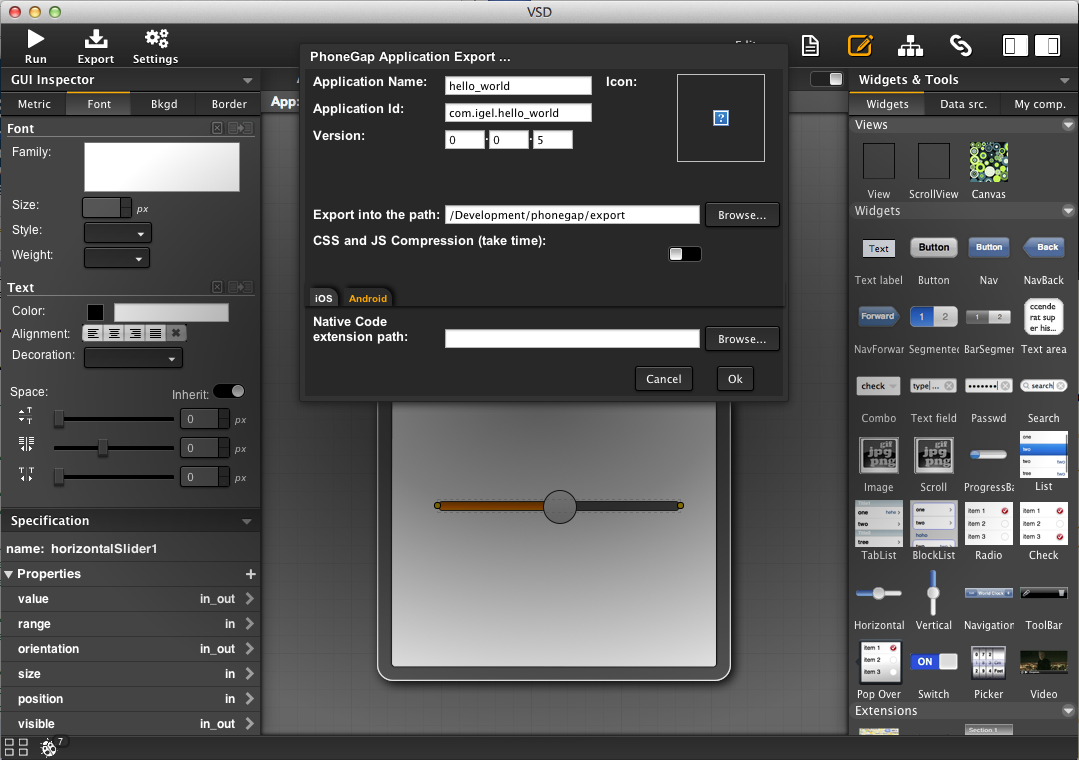 VSD
Run
Export
Settings
Edit
GUI Inspector
Metric
Font
Bkgd
Border
Font
Family:
Size:
px
Style:
Weight:
Text
Color:
Alignment:
Decoration:
Space:
Inherit:
0
px
0
px
0
px
Specification
name: horizontalSlider1
Properties
+
value in_out
range in
orientation in_out
size in
position in
visible in_out
7
App:
PhoneGap Application Export ...
Application Name:
hello_world
Icon:
?
Application Id:
com.igel.hello_world
Version:
0 . 0 . 5
Export into the path:
/Development/phonegap/export
Browse...
CSS and JS Compression (take time):
iOS
Android
Native Code
extension path:
Browse...
Cancel
Ok
Widgets & Tools
Widgets
Data src.
My comp.
Views
View
ScrollView
Canvas
Widgets
Text
Button
Button
Back
Text label
Button
Nav
NavBack
Forward
1 2
1 2
ccende
rat sup
er his...
NavForwar
Segmented
BarSegmer
Text area
check
type|...
search
Combo
Text field
Passwd
Search
gif
jpg
png
gif
jpg
png
one
two
two
tree
two
two
Image
Scroll
ProgressBa
List
one
two
hoho
tree
one
two
hoho
item 1
item 2
item 3
item 1
item 2
item 3
TabList
BlockList
Radio
Check
World Clock
Horizontal
Vertical
Navigation
ToolBar
item 1
item 2
item 3
ON
Pop Over
Switch
Picker
Video
Extensions
Section 1